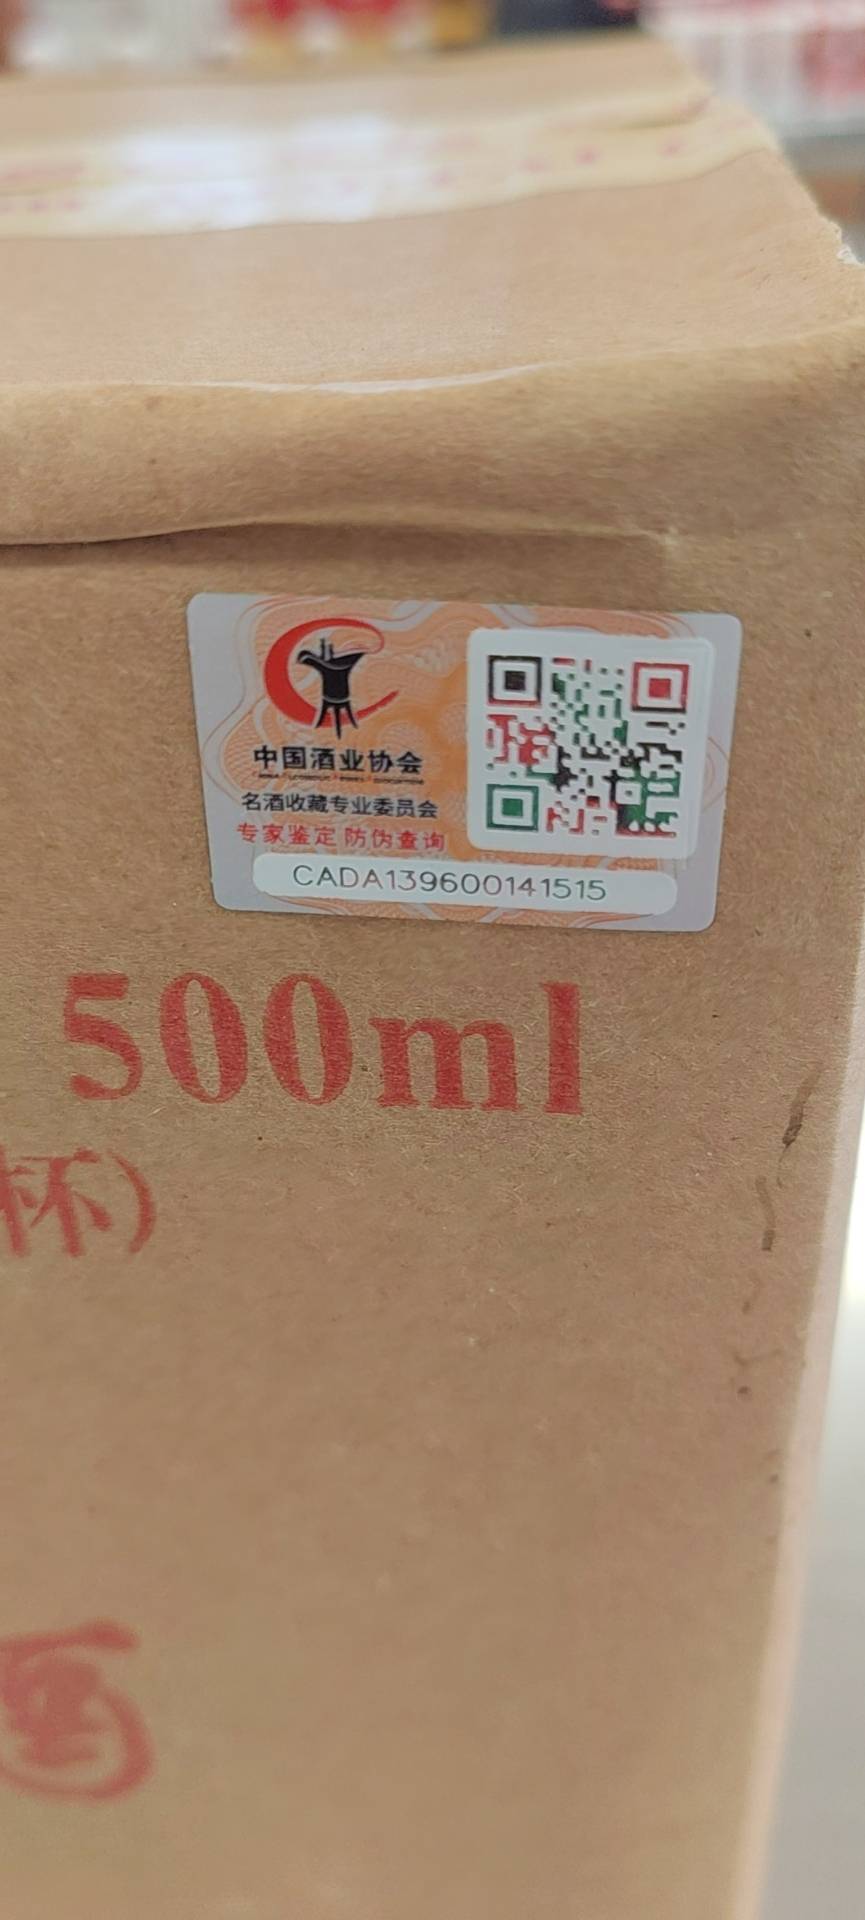 中国酒业协会
名酒收藏专业委员会
专家鉴定 防伪查询
CADA139600141515
500ml
杯)
酒